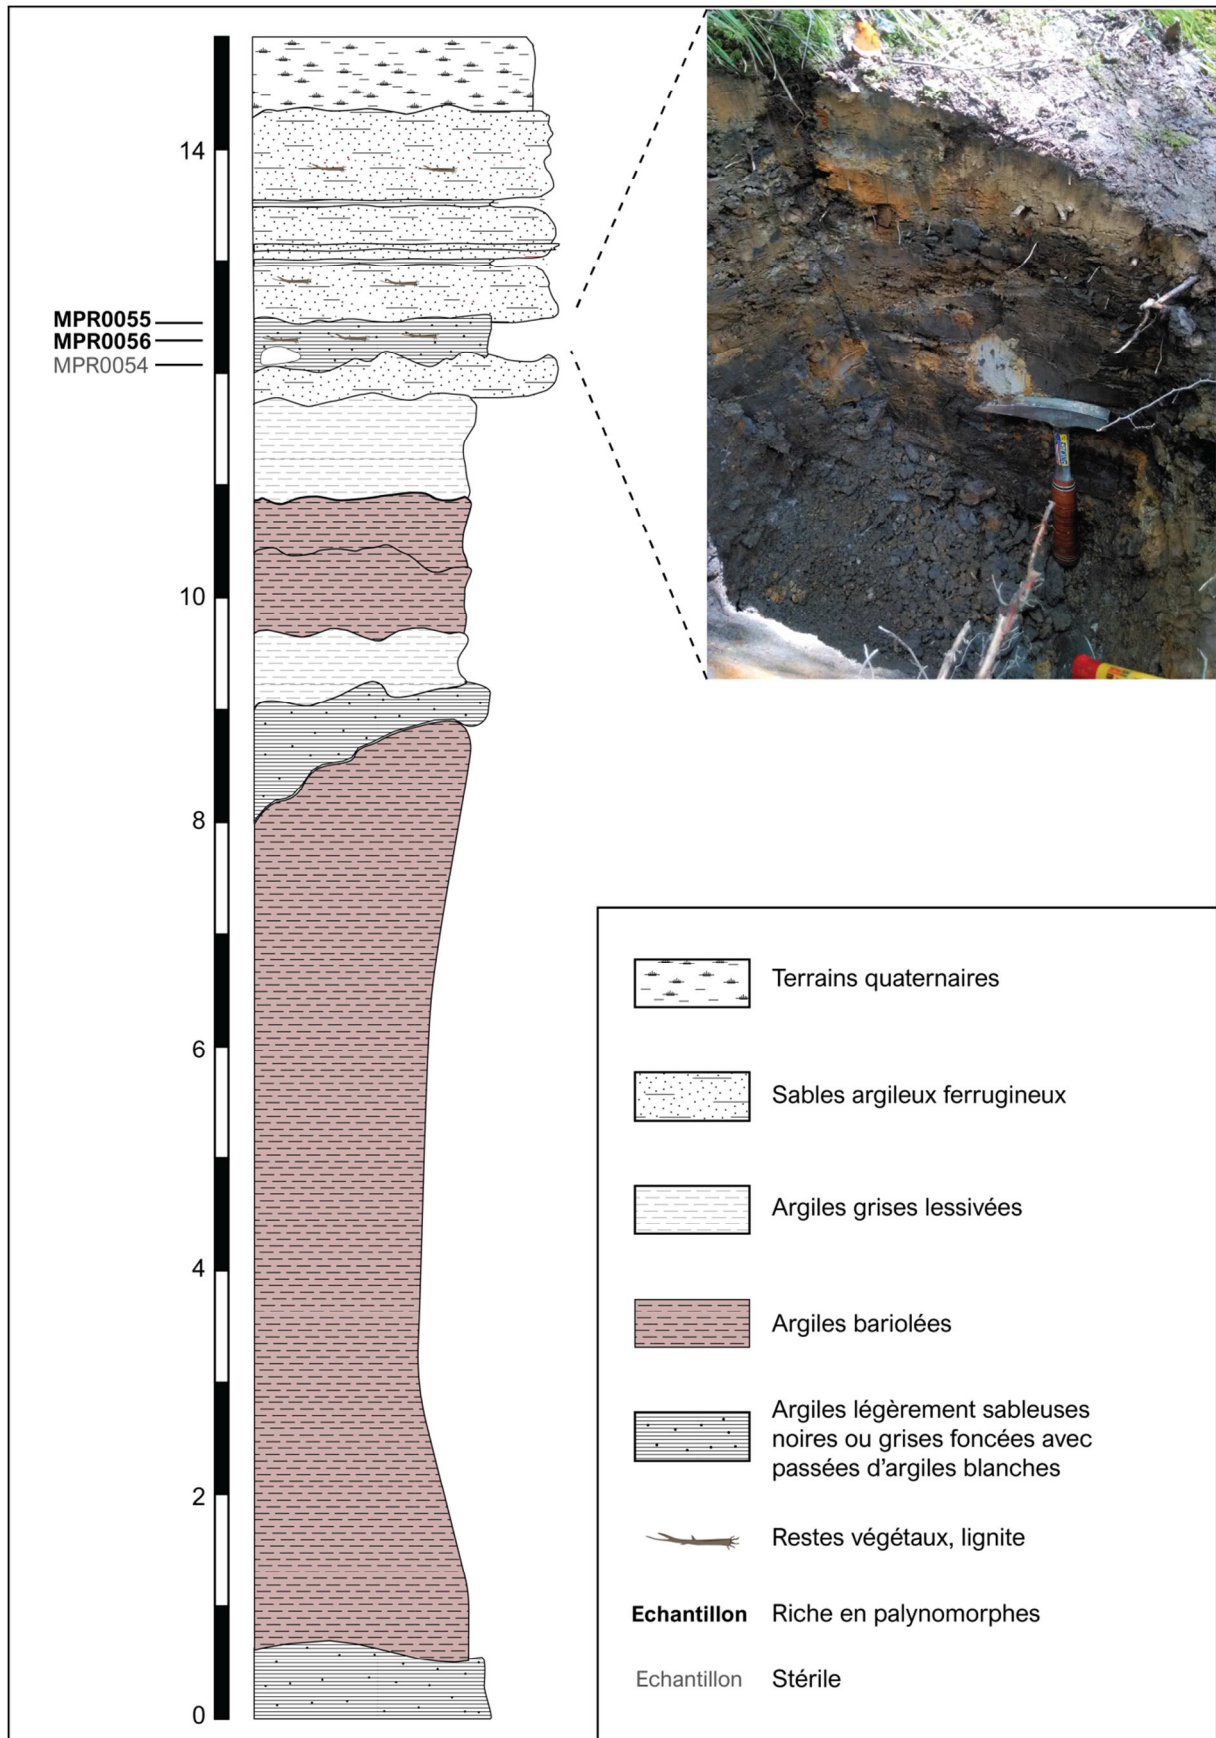 14
MPR0055
MPR0056
MPR0054
10
8
6
4
2
0
Terrains quaternaires
Sables argileux ferrugineux
Argiles grises lessivées
Argiles bariolées
Argiles légèrement sableuses
noires ou grises foncées avec
passées d'argiles blanches
Restes végétaux, lignite
Echantillon Riche en palynomorphes
Echantillon Stérile